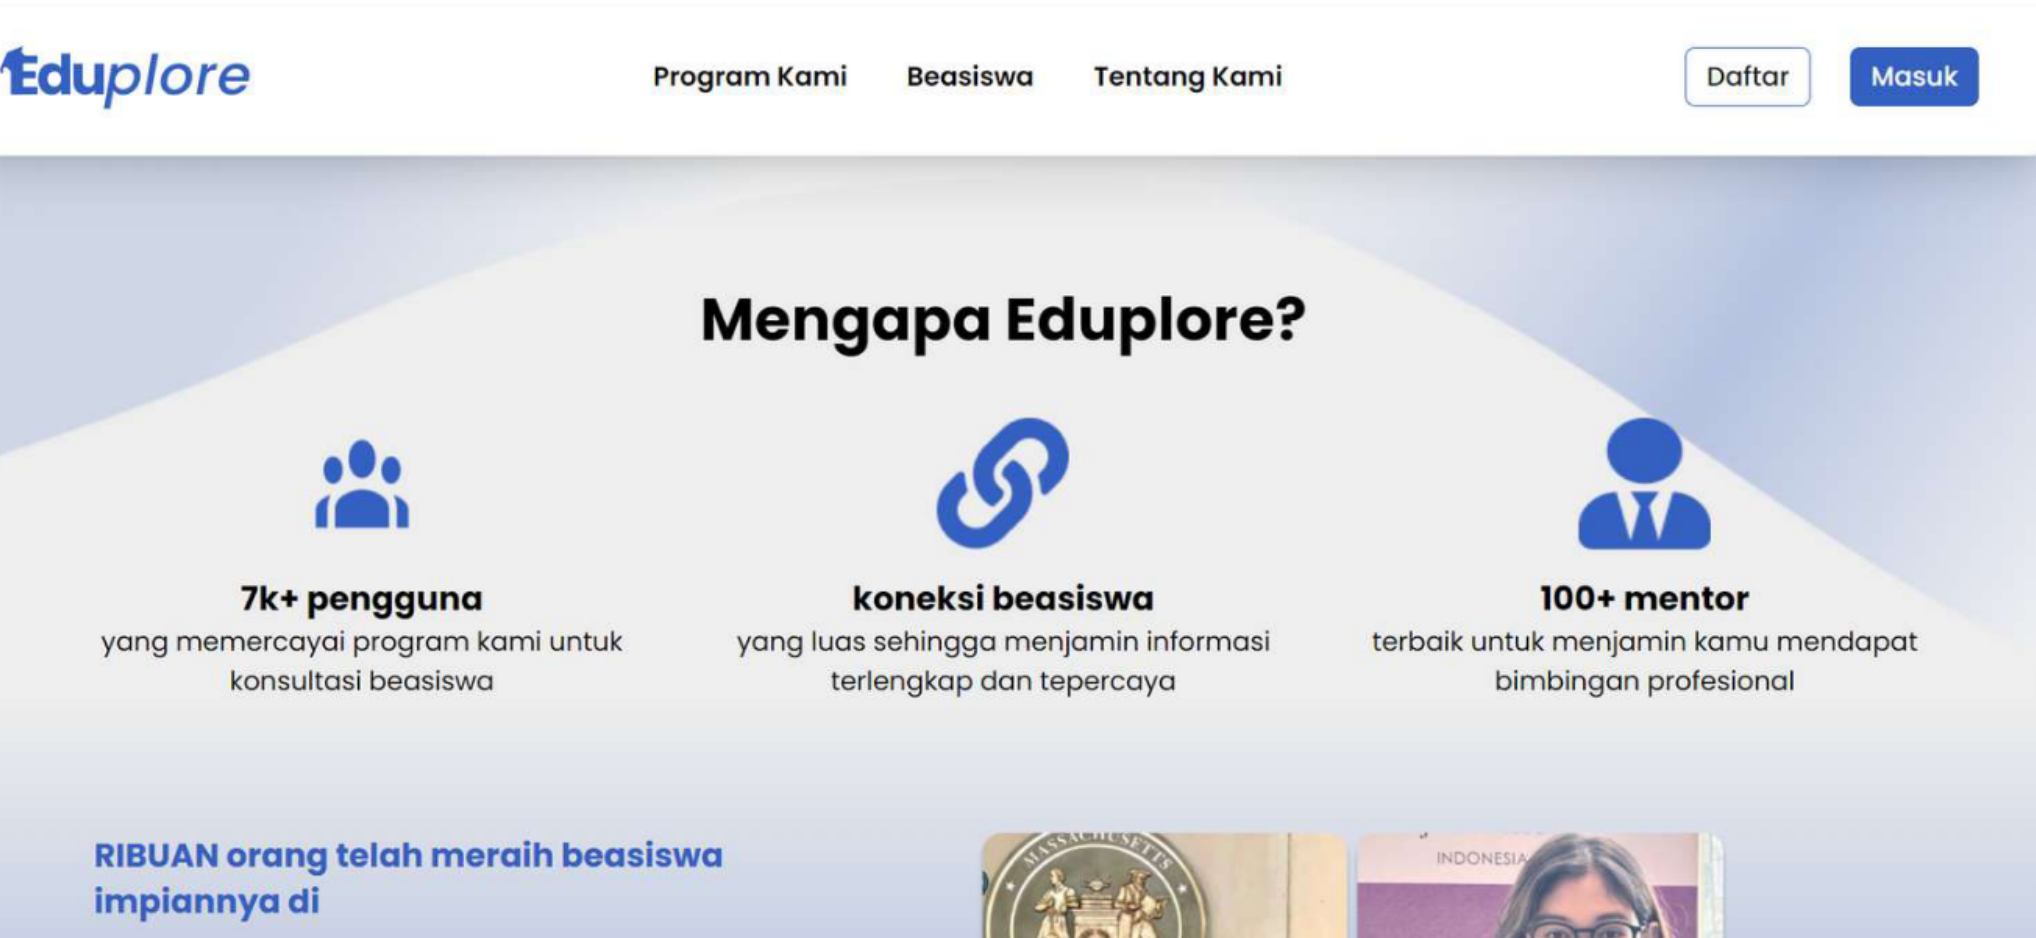 Eduplore
Program Kami
Beasiswa
Tentang Kami
Daftar
Masuk
Mengapa Eduplore?
7k+ pengguna
yang memercayai program kami untuk
konsultasi beasiswa
koneksi beasiswa
yang luas sehingga menjamin informasi
terlengkap dan tepercaya
100+ mentor
terbaik untuk menjamin kamu mendapat
bimbingan profesional
RIBUAN orang telah meraih beasiswa
impiannya di
MASSACHUSETTS
INDONESIA